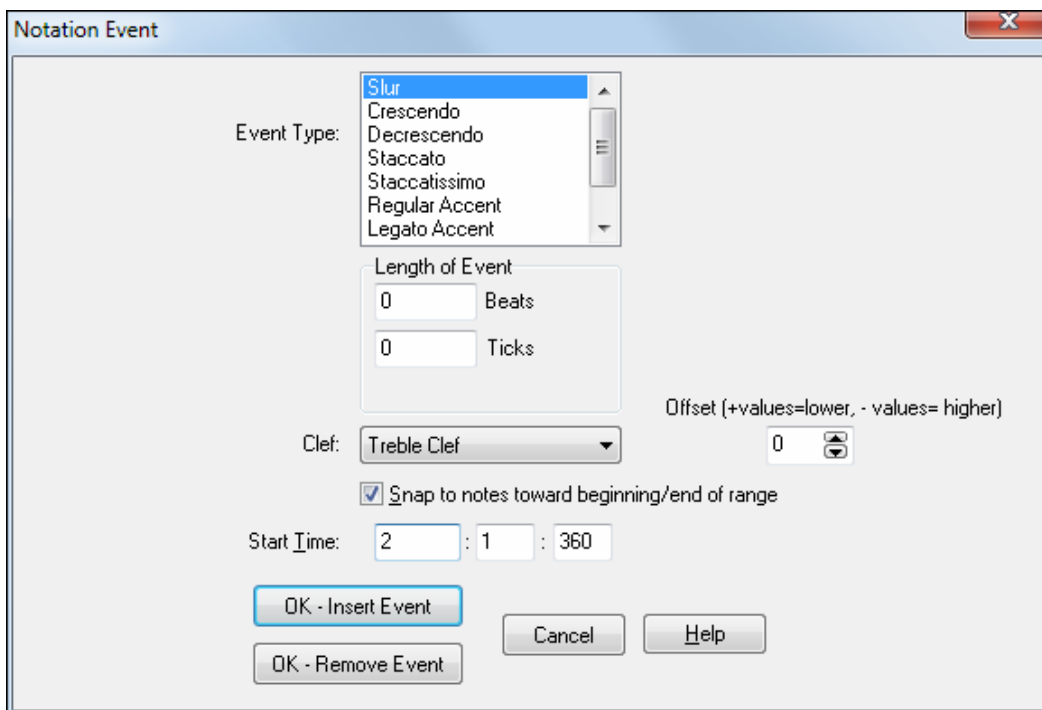 Notation Event
Event Type:
Slur
Crescendo
Decrescendo
Staccato
Staccatissimo
Regular Accent
Legato Accent
Length of Event
0 Beats
0 Ticks
Offset (+values=lower, - values= higher)
Clef: Treble Clef 0
Snap to notes toward beginning/end of range
Start Time: 2 : 1 : 360
OK - Insert Event
Cancel Help
OK - Remove Event